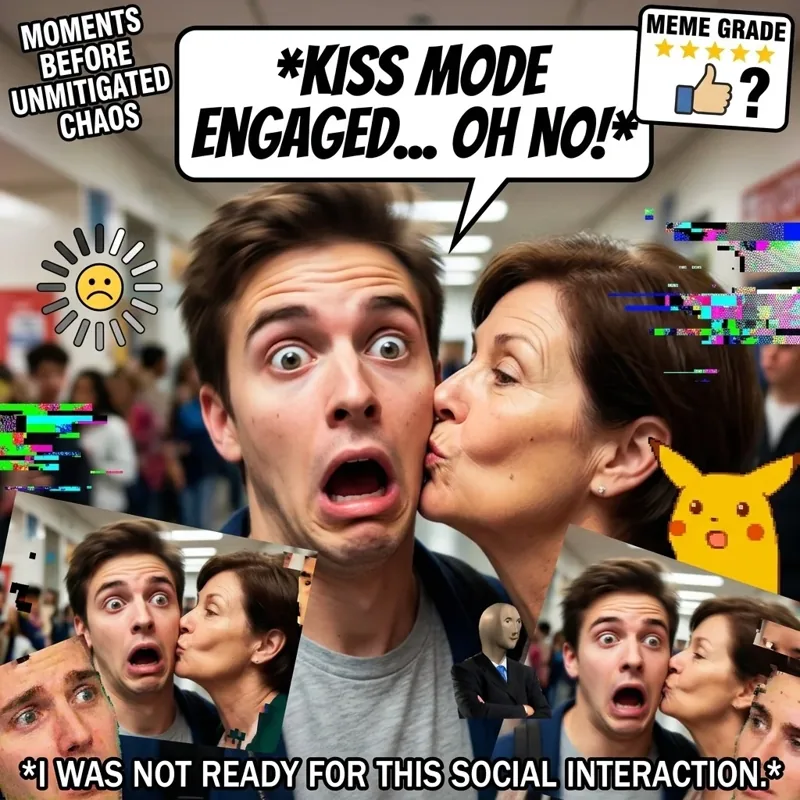 MOMENTS
BEFORE
UNMITIGATED
CHAOS
*KISS MODE
ENGAGED... OH NO!*
MEME GRADE
?
*I WAS NOT READY FOR THIS SOCIAL INTERACTION.*